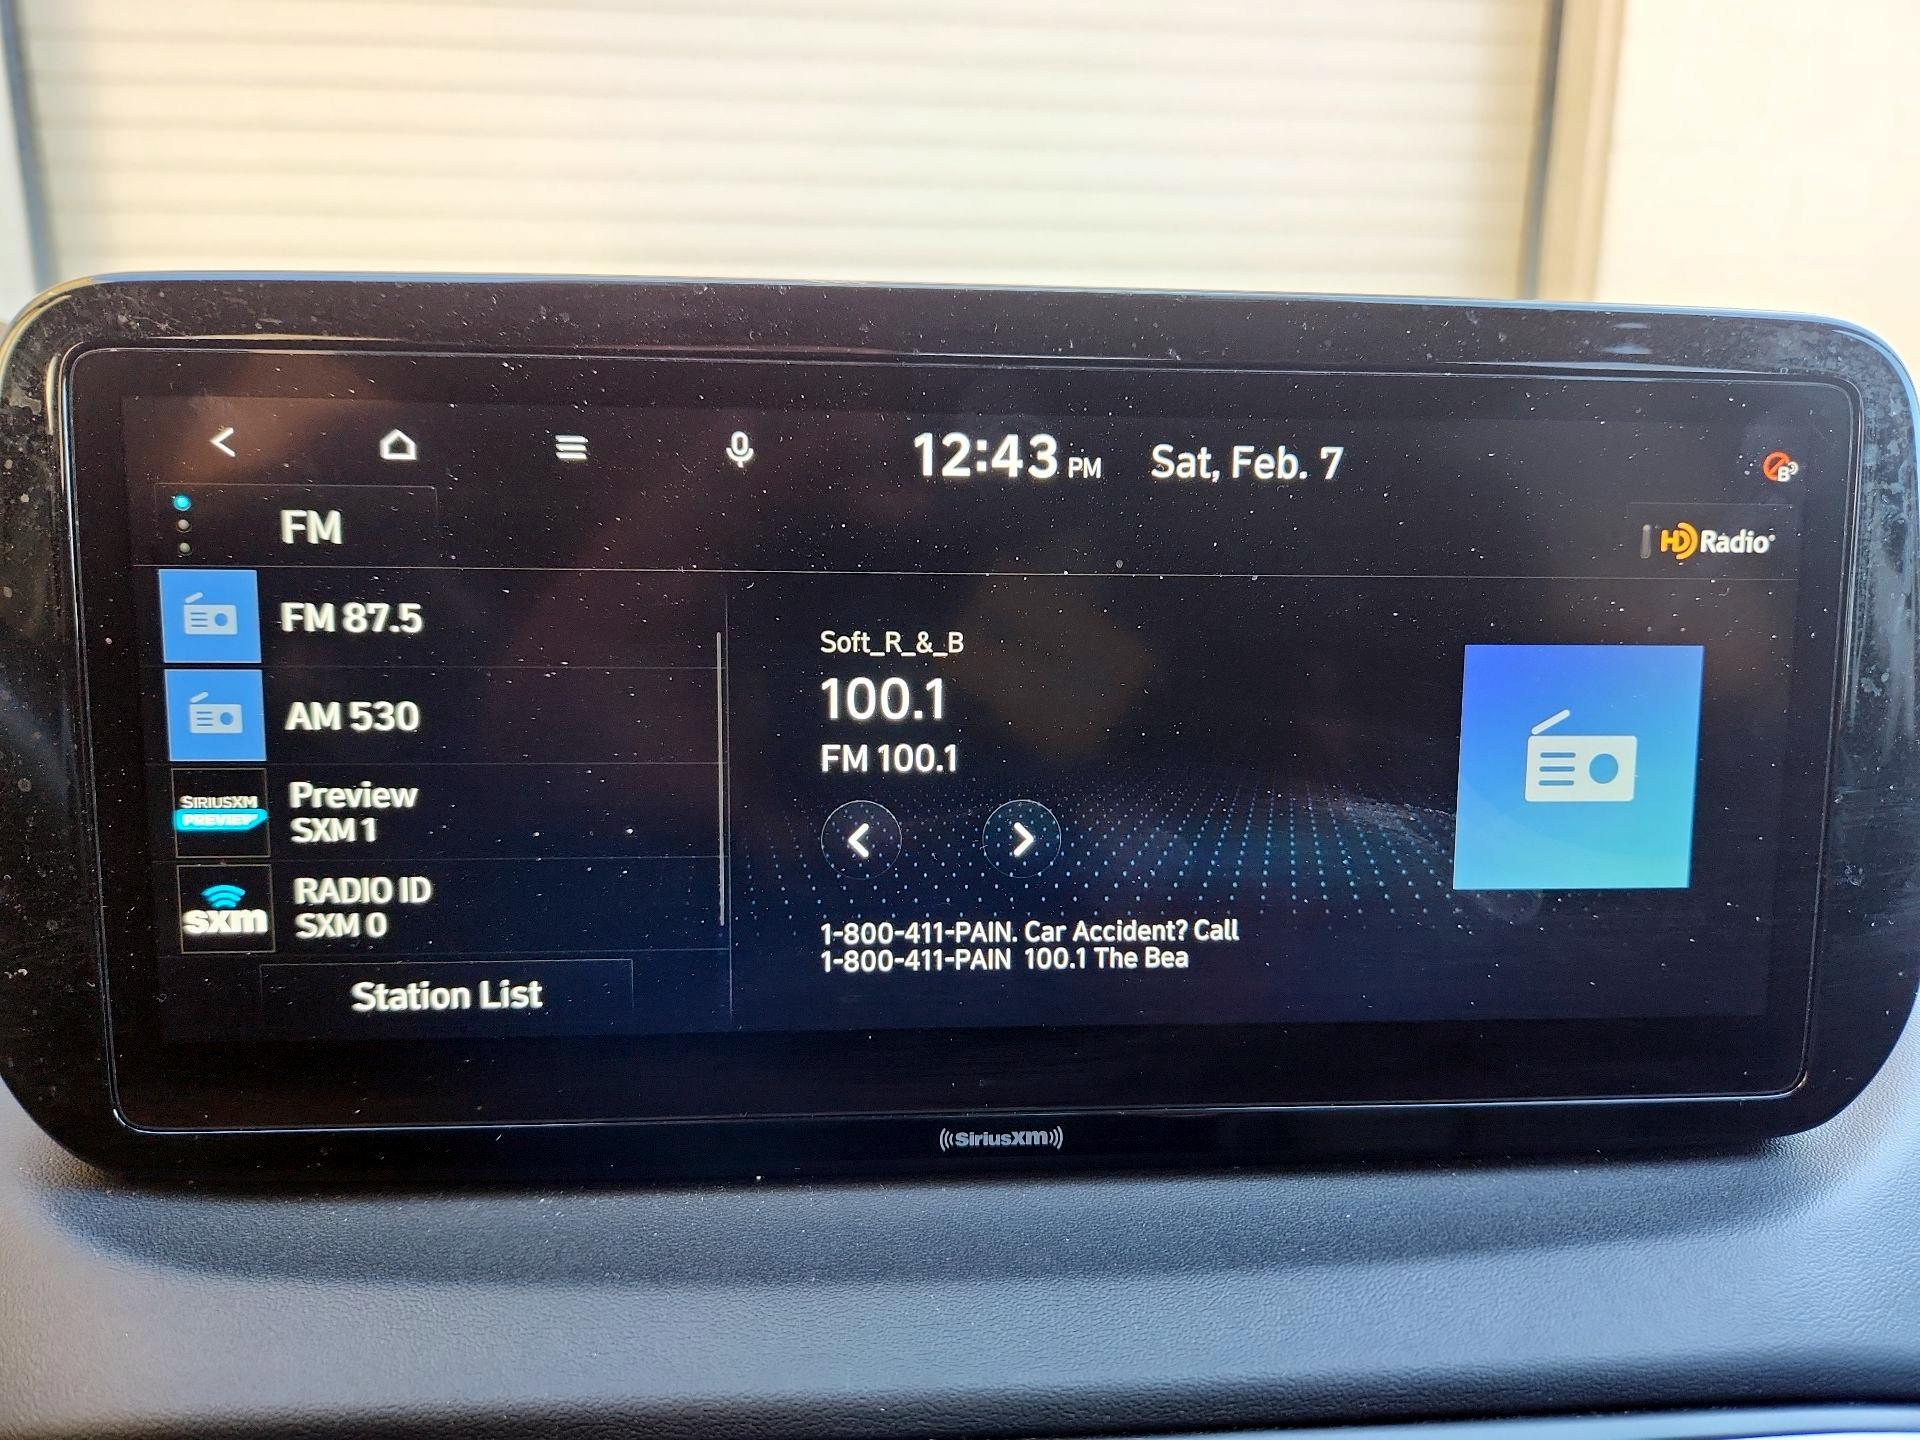 12:43 PM Sat, Feb. 7
FM
HD Radio
FM 87.5
AM 530
SIRIUSXM
PREVIEW
Preview
SXM 1
sxm
RADIO ID
SXM 0
Station List
Soft_R_&_B
100.1
FM 100.1
1-800-411-PAIN. Car Accident? Call
1-800-411-PAIN 100.1 The Bea
((SiriusXM))